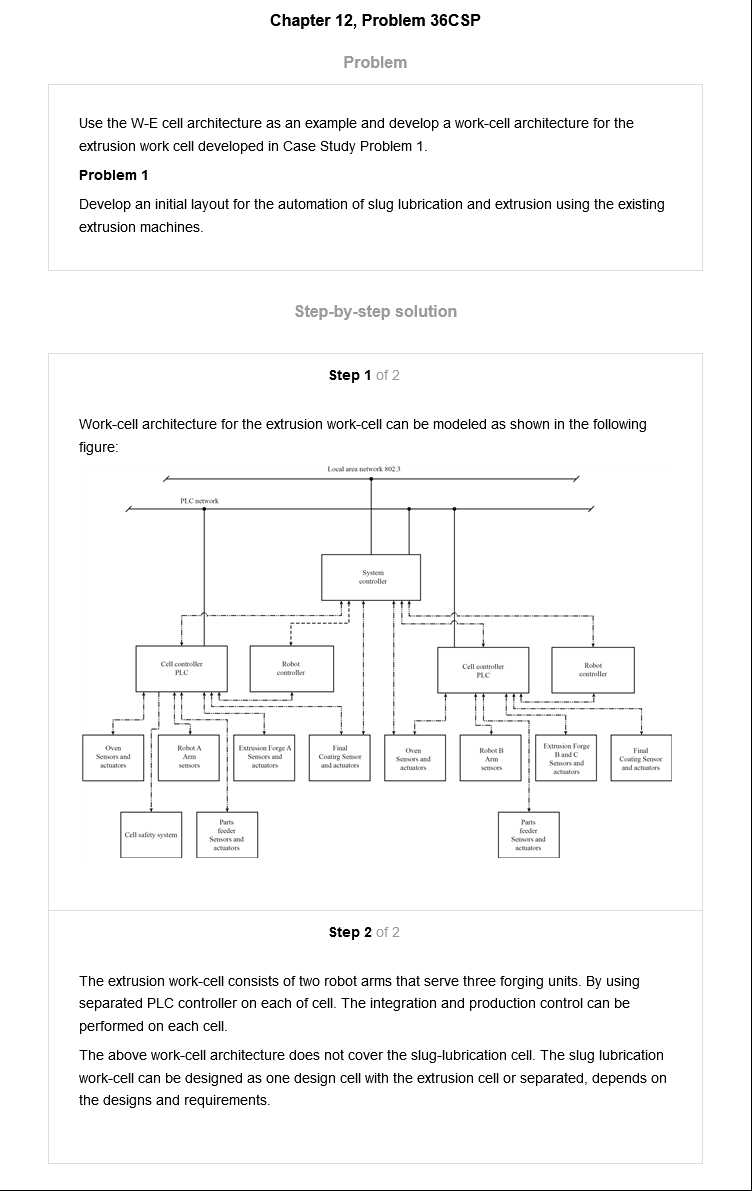 Chapter 12, Problem 36CSP
Problem
Use the W-E cell architecture as an example and develop a work-cell architecture for the
extrusion work cell developed in Case Study Problem 1.
Problem 1
Develop an initial layout for the automation of slug lubrication and extrusion using the existing
extrusion machines.
Step-by-step solution
Step 1 of 2
Work-cell architecture for the extrusion work-cell can be modeled as shown in the following
figure:
Local area network 802.3
PLC network
System
controller
Cell controller
PLC
Robot
controller
Cell controller
PLC
Robot
controller
Oven
Sensors and
actuators
Robot A
Arm
sensors
Extrusion Forge A
Sensors and
actuators
Final
Coatirg Sensor
and actuators
Oven
Sensors and
actuators
Robot B
Arm
sensors
Extrusion Forge
B and C
Sensors and
actuators
Final
Coatirg Sensor
and actuators
Cell safety system
Parts
feeder
Sensors and
actuators
Parts
feeder
Sensors and
actuators
Step 2 of 2
The extrusion work-cell consists of two robot arms that serve three forging units. By using
separated PLC controller on each of cell. The integration and production control can be
performed on each cell.
The above work-cell architecture does not cover the slug-lubrication cell. The slug lubrication
work-cell can be designed as one design cell with the extrusion cell or separated, depends on
the designs and requirements.